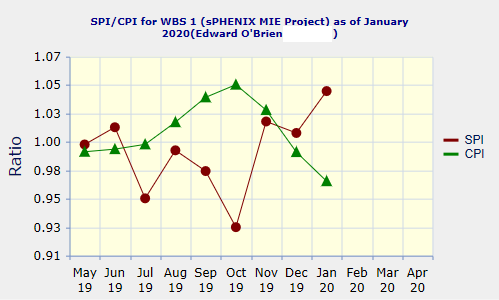 SPI/CPI for WBS 1 (sPHENIX MIE Project) as of January
2020(Edward O'Brien )
1.07
1.05
1.03
1.00
0.98
0.95
0.93
0.91
Ratio
May Jun Jul Aug Sep Oct Nov Dec Jan Feb Mar Apr
19 19 19 19 19 19 19 19 20 20 20 20
SPI
CPI